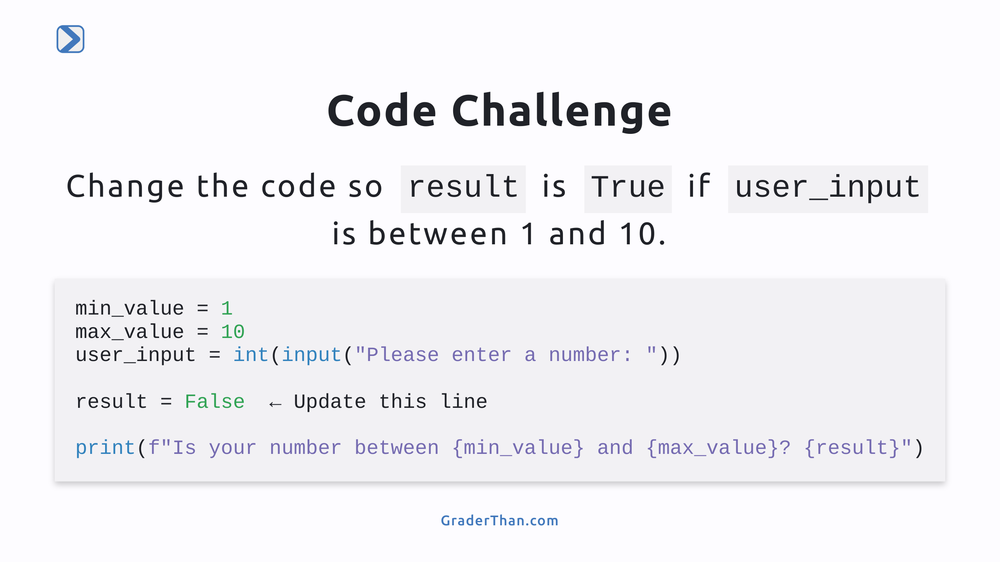 Code Challenge
Change the code so result is True if user_input
is between 1 and 10.
min_value = 1
max_value = 10
user_input = int(input("Please enter a number: "))
result = False  ← Update this line
print(f"Is your number between {min_value} and {max_value}? {result}")
GraderThan.com